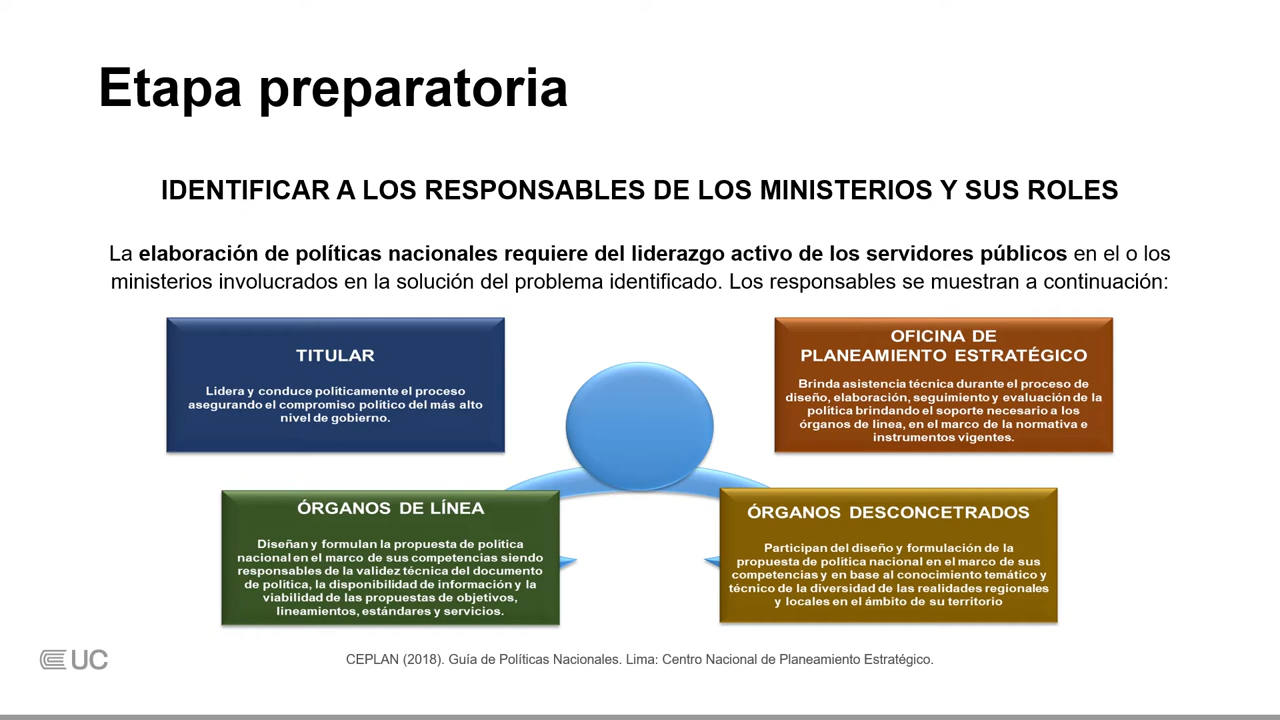 Etapa preparatoria
IDENTIFICAR A LOS RESPONSABLES DE LOS MINISTERIOS Y SUS ROLES
La elaboración de políticas nacionales requiere del liderazgo activo de los servidores públicos en el o los
ministerios involucrados en la solución del problema identificado. Los responsables se muestran a continuación:
TITULAR
Lidera y conduce políticamente el proceso
asegurando el compromiso político del más alto
nivel de gobierno.
OFICINA DE
PLANEAMIENTO ESTRATÉGICO
Brinda asistencia técnica durante el proceso de
diseño, elaboración, seguimiento y evaluación de la
política brindando el soporte necesario a los
órganos de línea, en el marco de la normativa e
instrumentos vigentes.
ÓRGANOS DE LÍNEA
Diseñan y formulan la propuesta de política
nacional en el marco de sus competencias siendo
responsables de la validez técnica del documento
de política, la disponibilidad de información y la
viabilidad de las propuestas de objetivos,
lineamientos, estándares y servicios.
ÓRGANOS DESCONCETRADOS
Participan del diseño y formulación de la
propuesta de política nacional en el marco de sus
competencias y en base al conocimiento temático y
técnico de la diversidad de las realidades regionales
y locales en el ámbito de su territorio
UC
CEPLAN (2018). Guía de Políticas Nacionales. Lima: Centro Nacional de Planeamiento Estratégico.